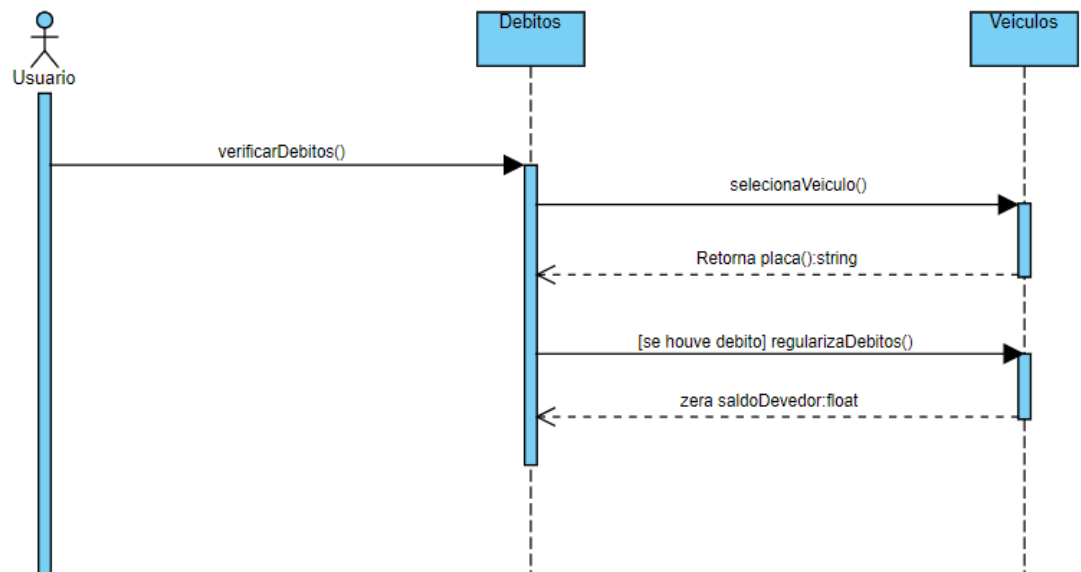 Debitos
Veiculos
Usuario
verificarDebitos()
selecionaVeiculo()
Retorna placa():string
[se houve debito] regularizaDebitos()
zera saldoDevedor:float